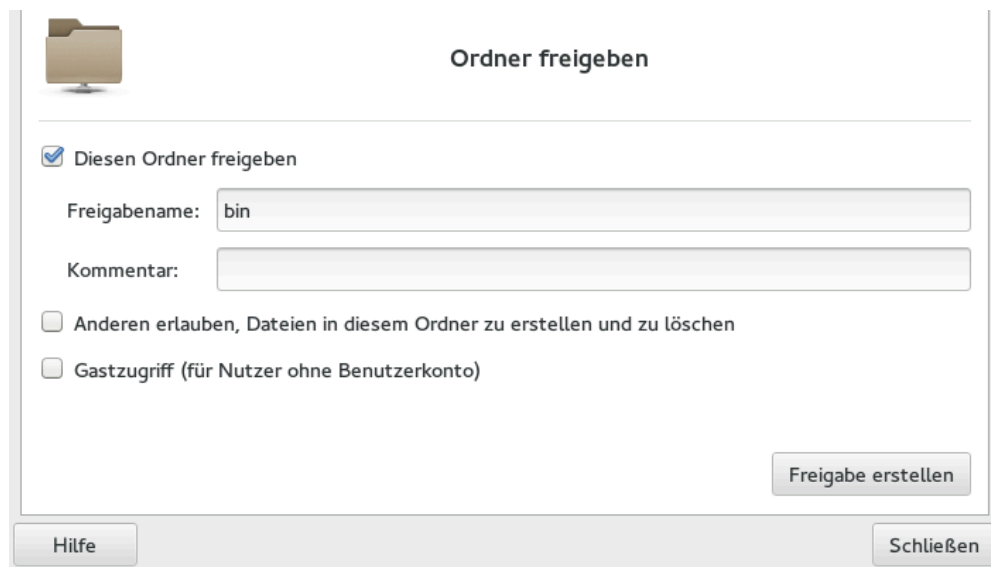 Ordner freigeben
Diesen Ordner freigeben
Freigabename: bin
Kommentar:
Anderen erlauben, Dateien in diesem Ordner zu erstellen und zu löschen
Gastzugriff (für Nutzer ohne Benutzerkonto)
Freigabe erstellen
Hilfe Schließen